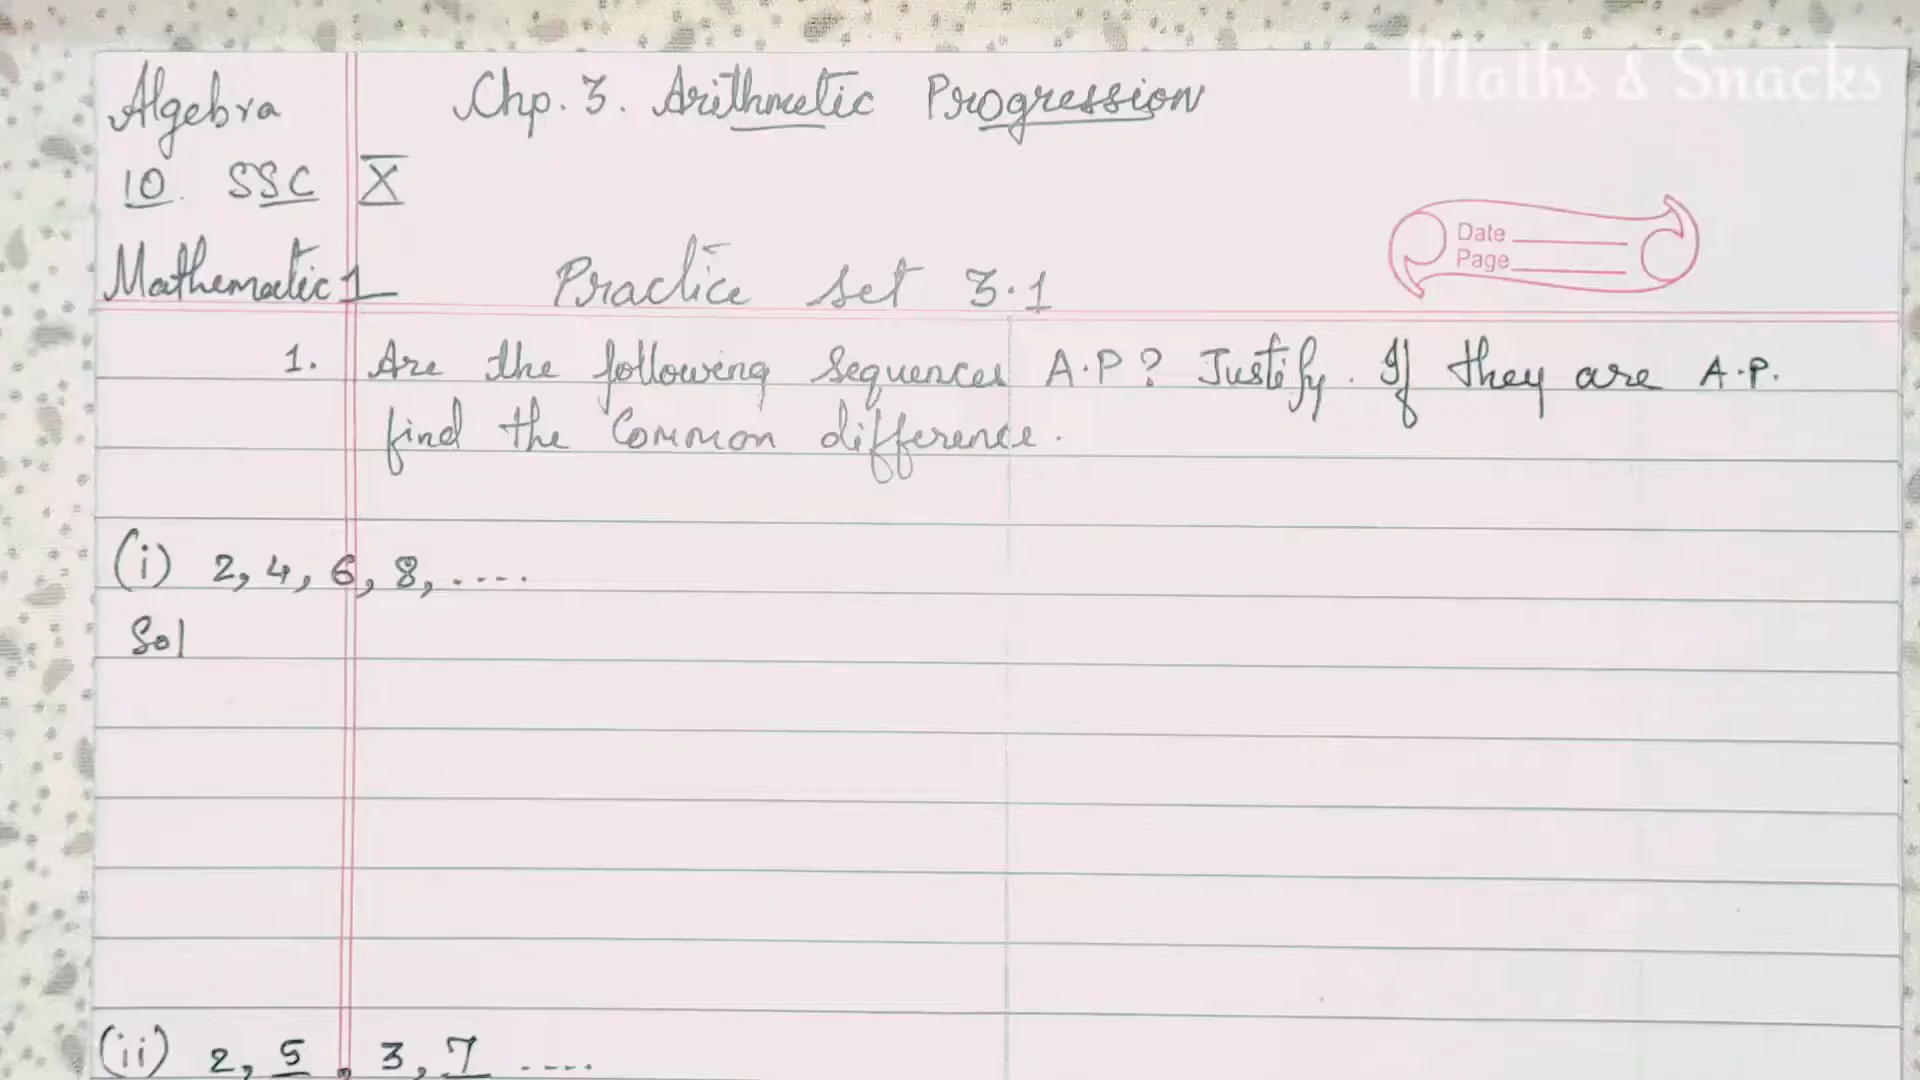 Maths & Snacks
Algebra Chp. 3. Arithmetic Progression
10. SSC X
Date
Page
Mathematic 1 Practice set 3.1
1. Are the following sequences A.P? Justify. If they are A.P.
find the Common difference.
(i) 2, 4, 6, 8, ....
Sol
(ii) 2, 5, 3, 7 ....